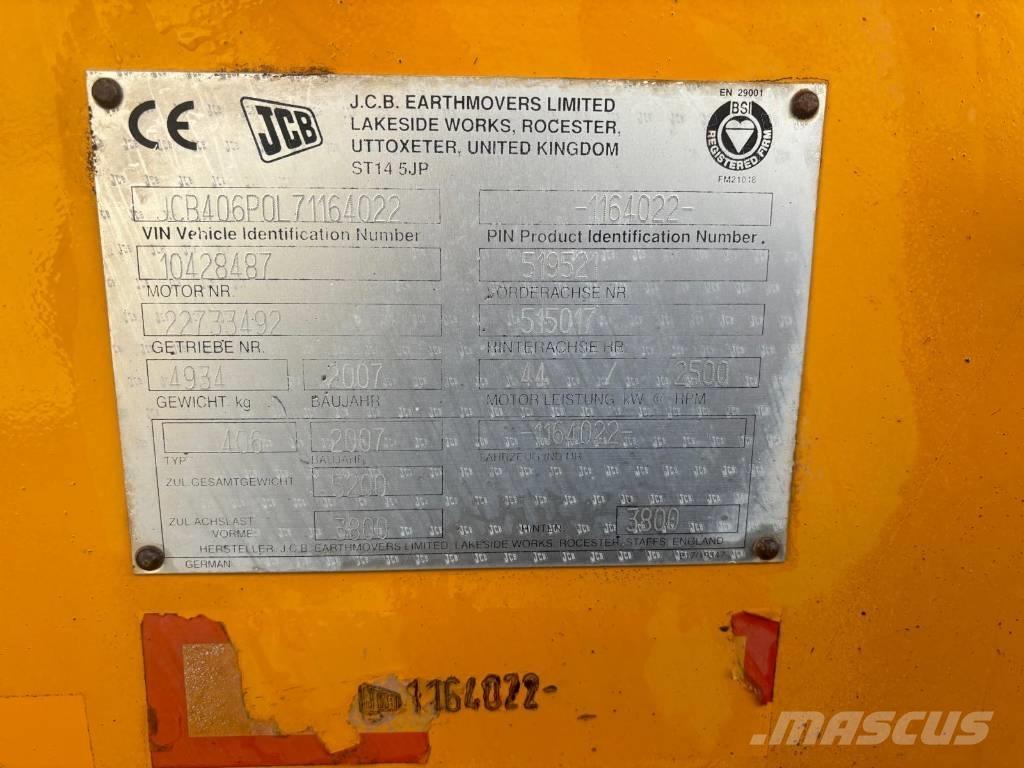 CE
JCB
J.C.B. EARTHMOVERS LIMITED
LAKESIDE WORKS, ROCESTER,
UTTOXETER, UNITED KINGDOM
ST14 5JP
EN 29001
BSI
REGISTERED FIRM
FM21018
JCB406P0L71164022
-1164022-
VIN Vehicle Identification Number
PIN Product Identification Number.
10428487
519521
MOTOR NR.
VORDERACHSE NR.
22733492
515017
GETRIEBE NR.
HINTERACHSE HR.
4934
2007
44 / 2500
GEWICHT. kg
BAUJAHR
MOTOR LEISTUNG kW @ RPM
406
2007
-1164022-
TYP
BAUJAHR
FAHRZEUG IND NR
ZUL GESAMTGEWICHT
5200
ZUL ACHSLAST
VORME.
3800
HINTEN.
3800
HERSTELLER. J.C.B. EARTHMOVERS LIMITED, LAKESIDE WORKS, ROCESTER, STAFFS, ENGLAND
GERMAN
JCB 1164022-
MASCUS